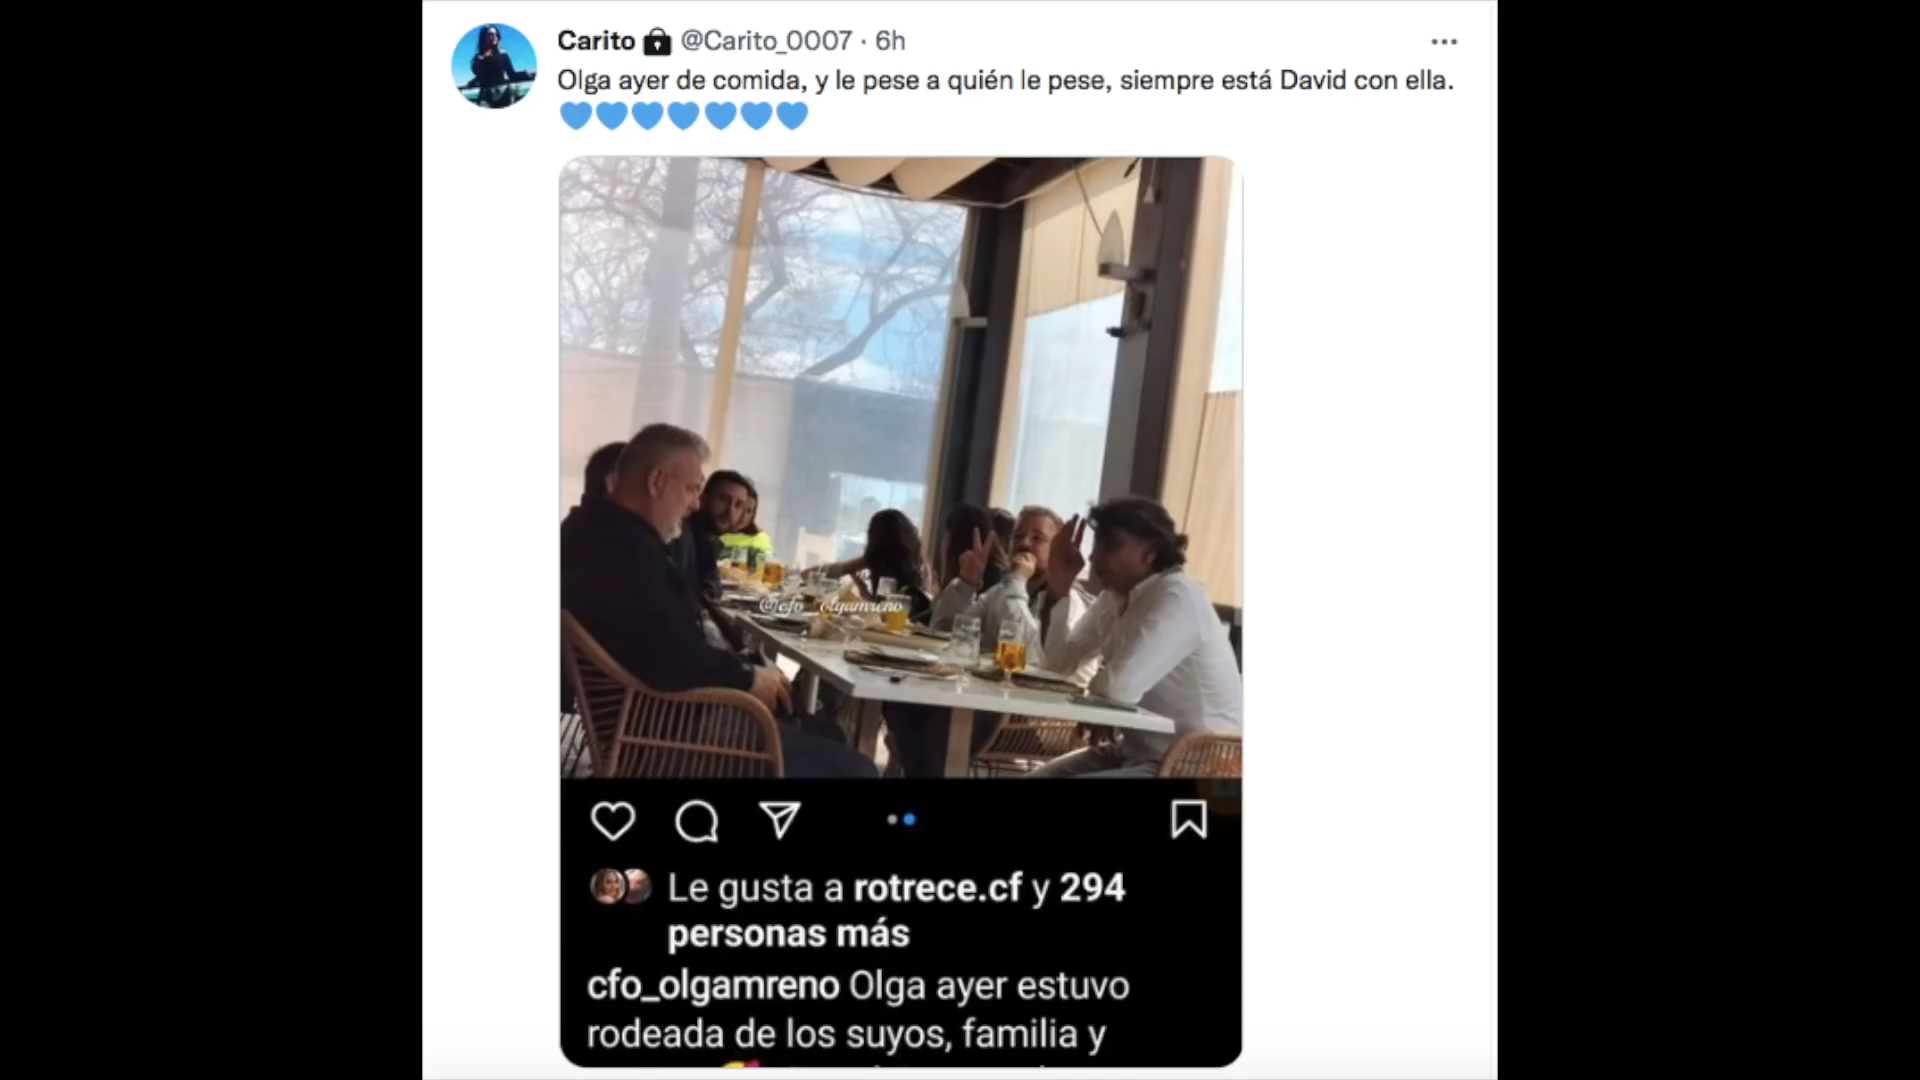 Carito @Carito_0007 · 6h
Olga ayer de comida, y le pese a quién le pese, siempre está David con ella.
@cfo_olgamreno
Le gusta a rotrece.cf y 294
personas más
cfo_olgamreno Olga ayer estuvo
rodeada de los suyos, familia y